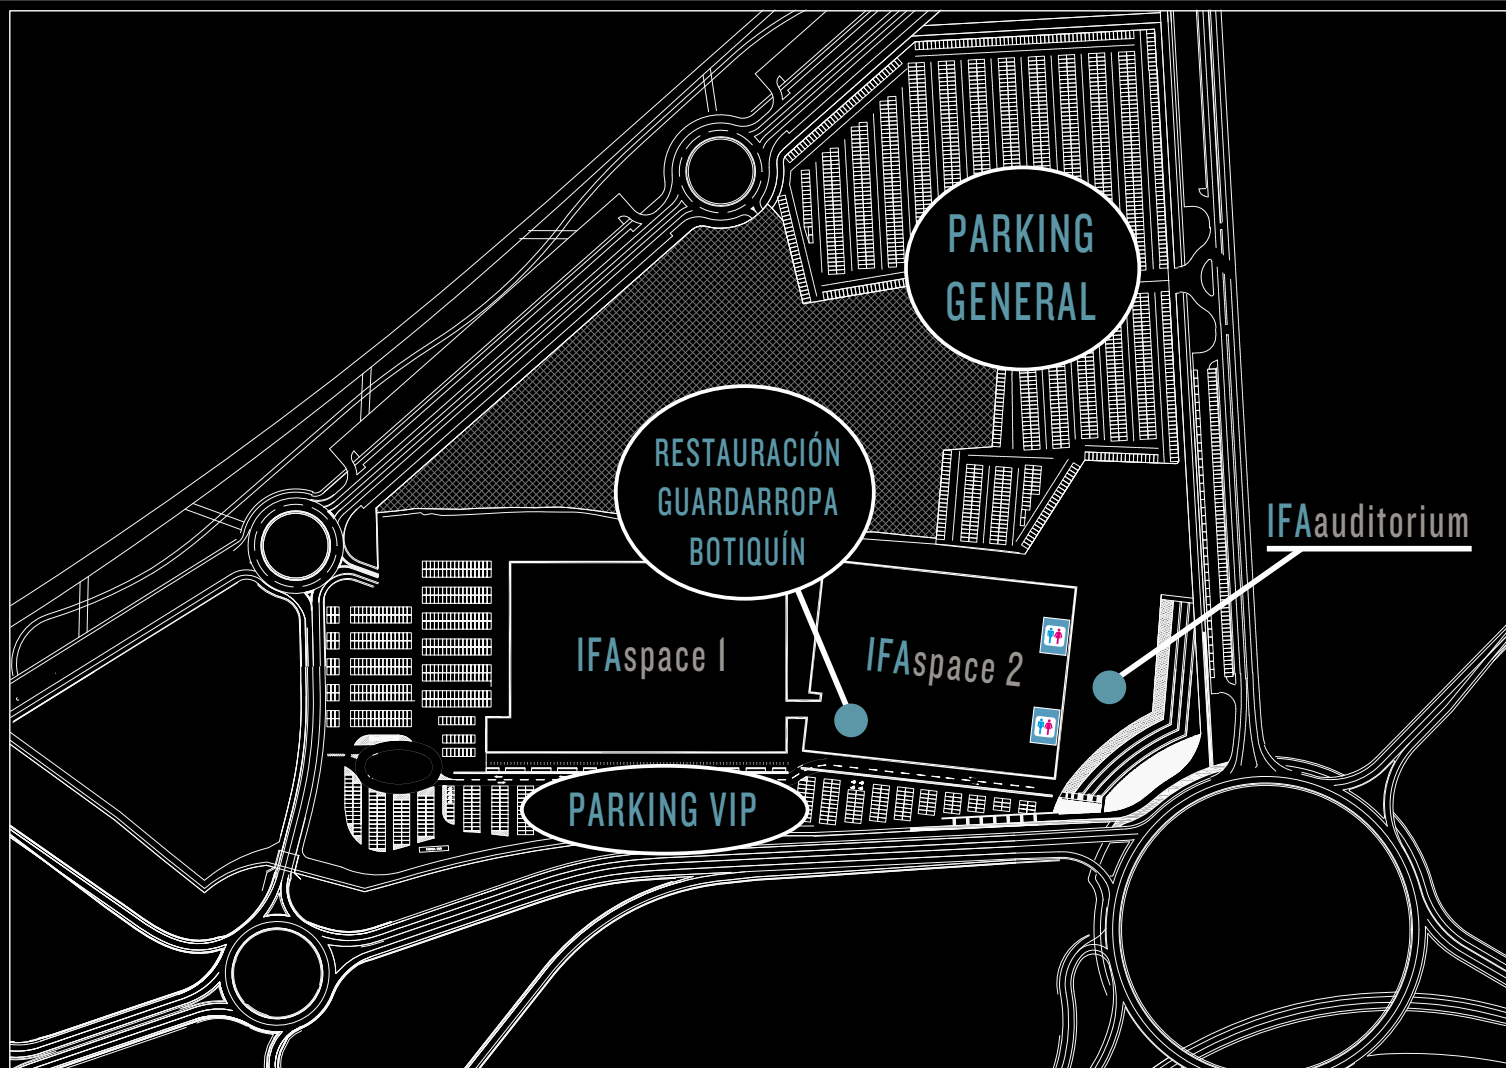 PARKING
GENERAL
RESTAURACIÓN
GUARDARROPA
BOTIQUÍN
IFAauditorium
IFAspace 1
IFAspace 2
PARKING VIP